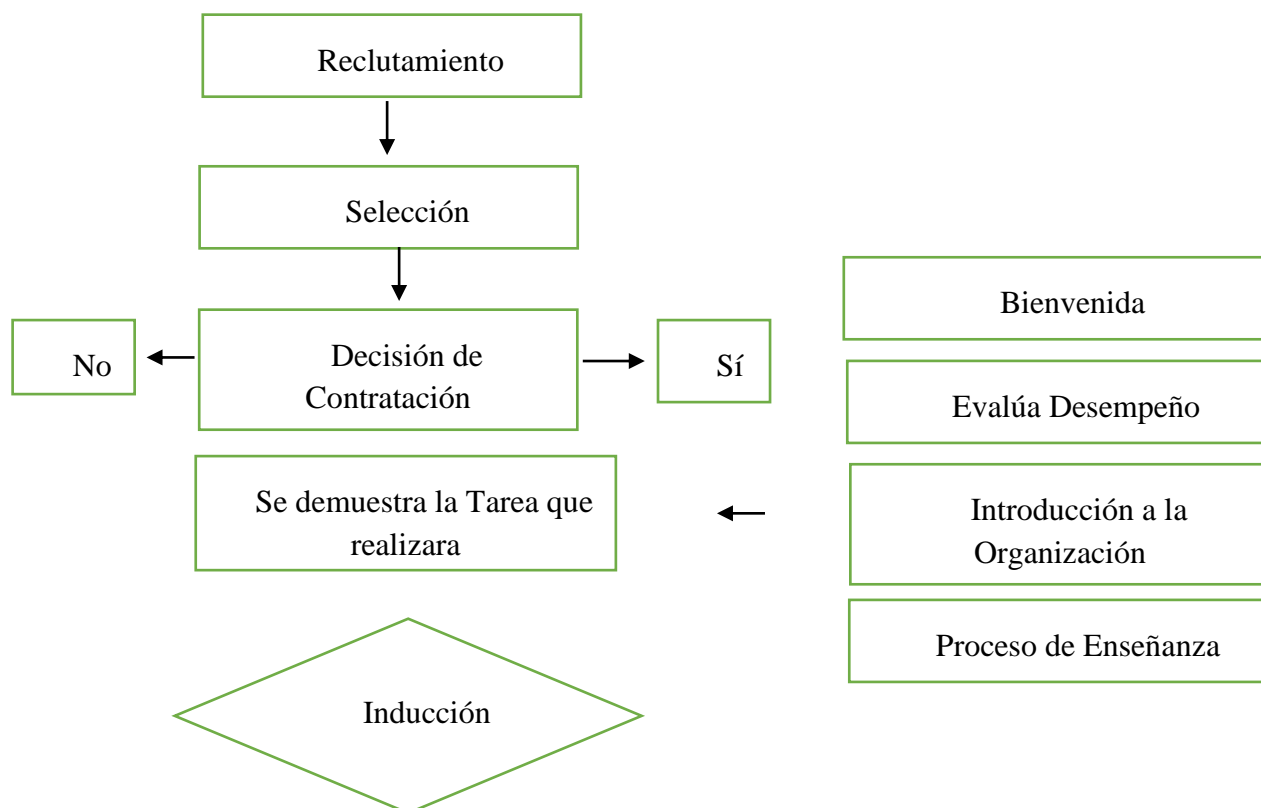 Reclutamiento
Selección
Bienvenida
No
Decisión de
Contratación
Sí
Evalúa Desempeño
Se demuestra la Tarea que
realizara
Introducción a la
Organización
Proceso de Enseñanza
Inducción